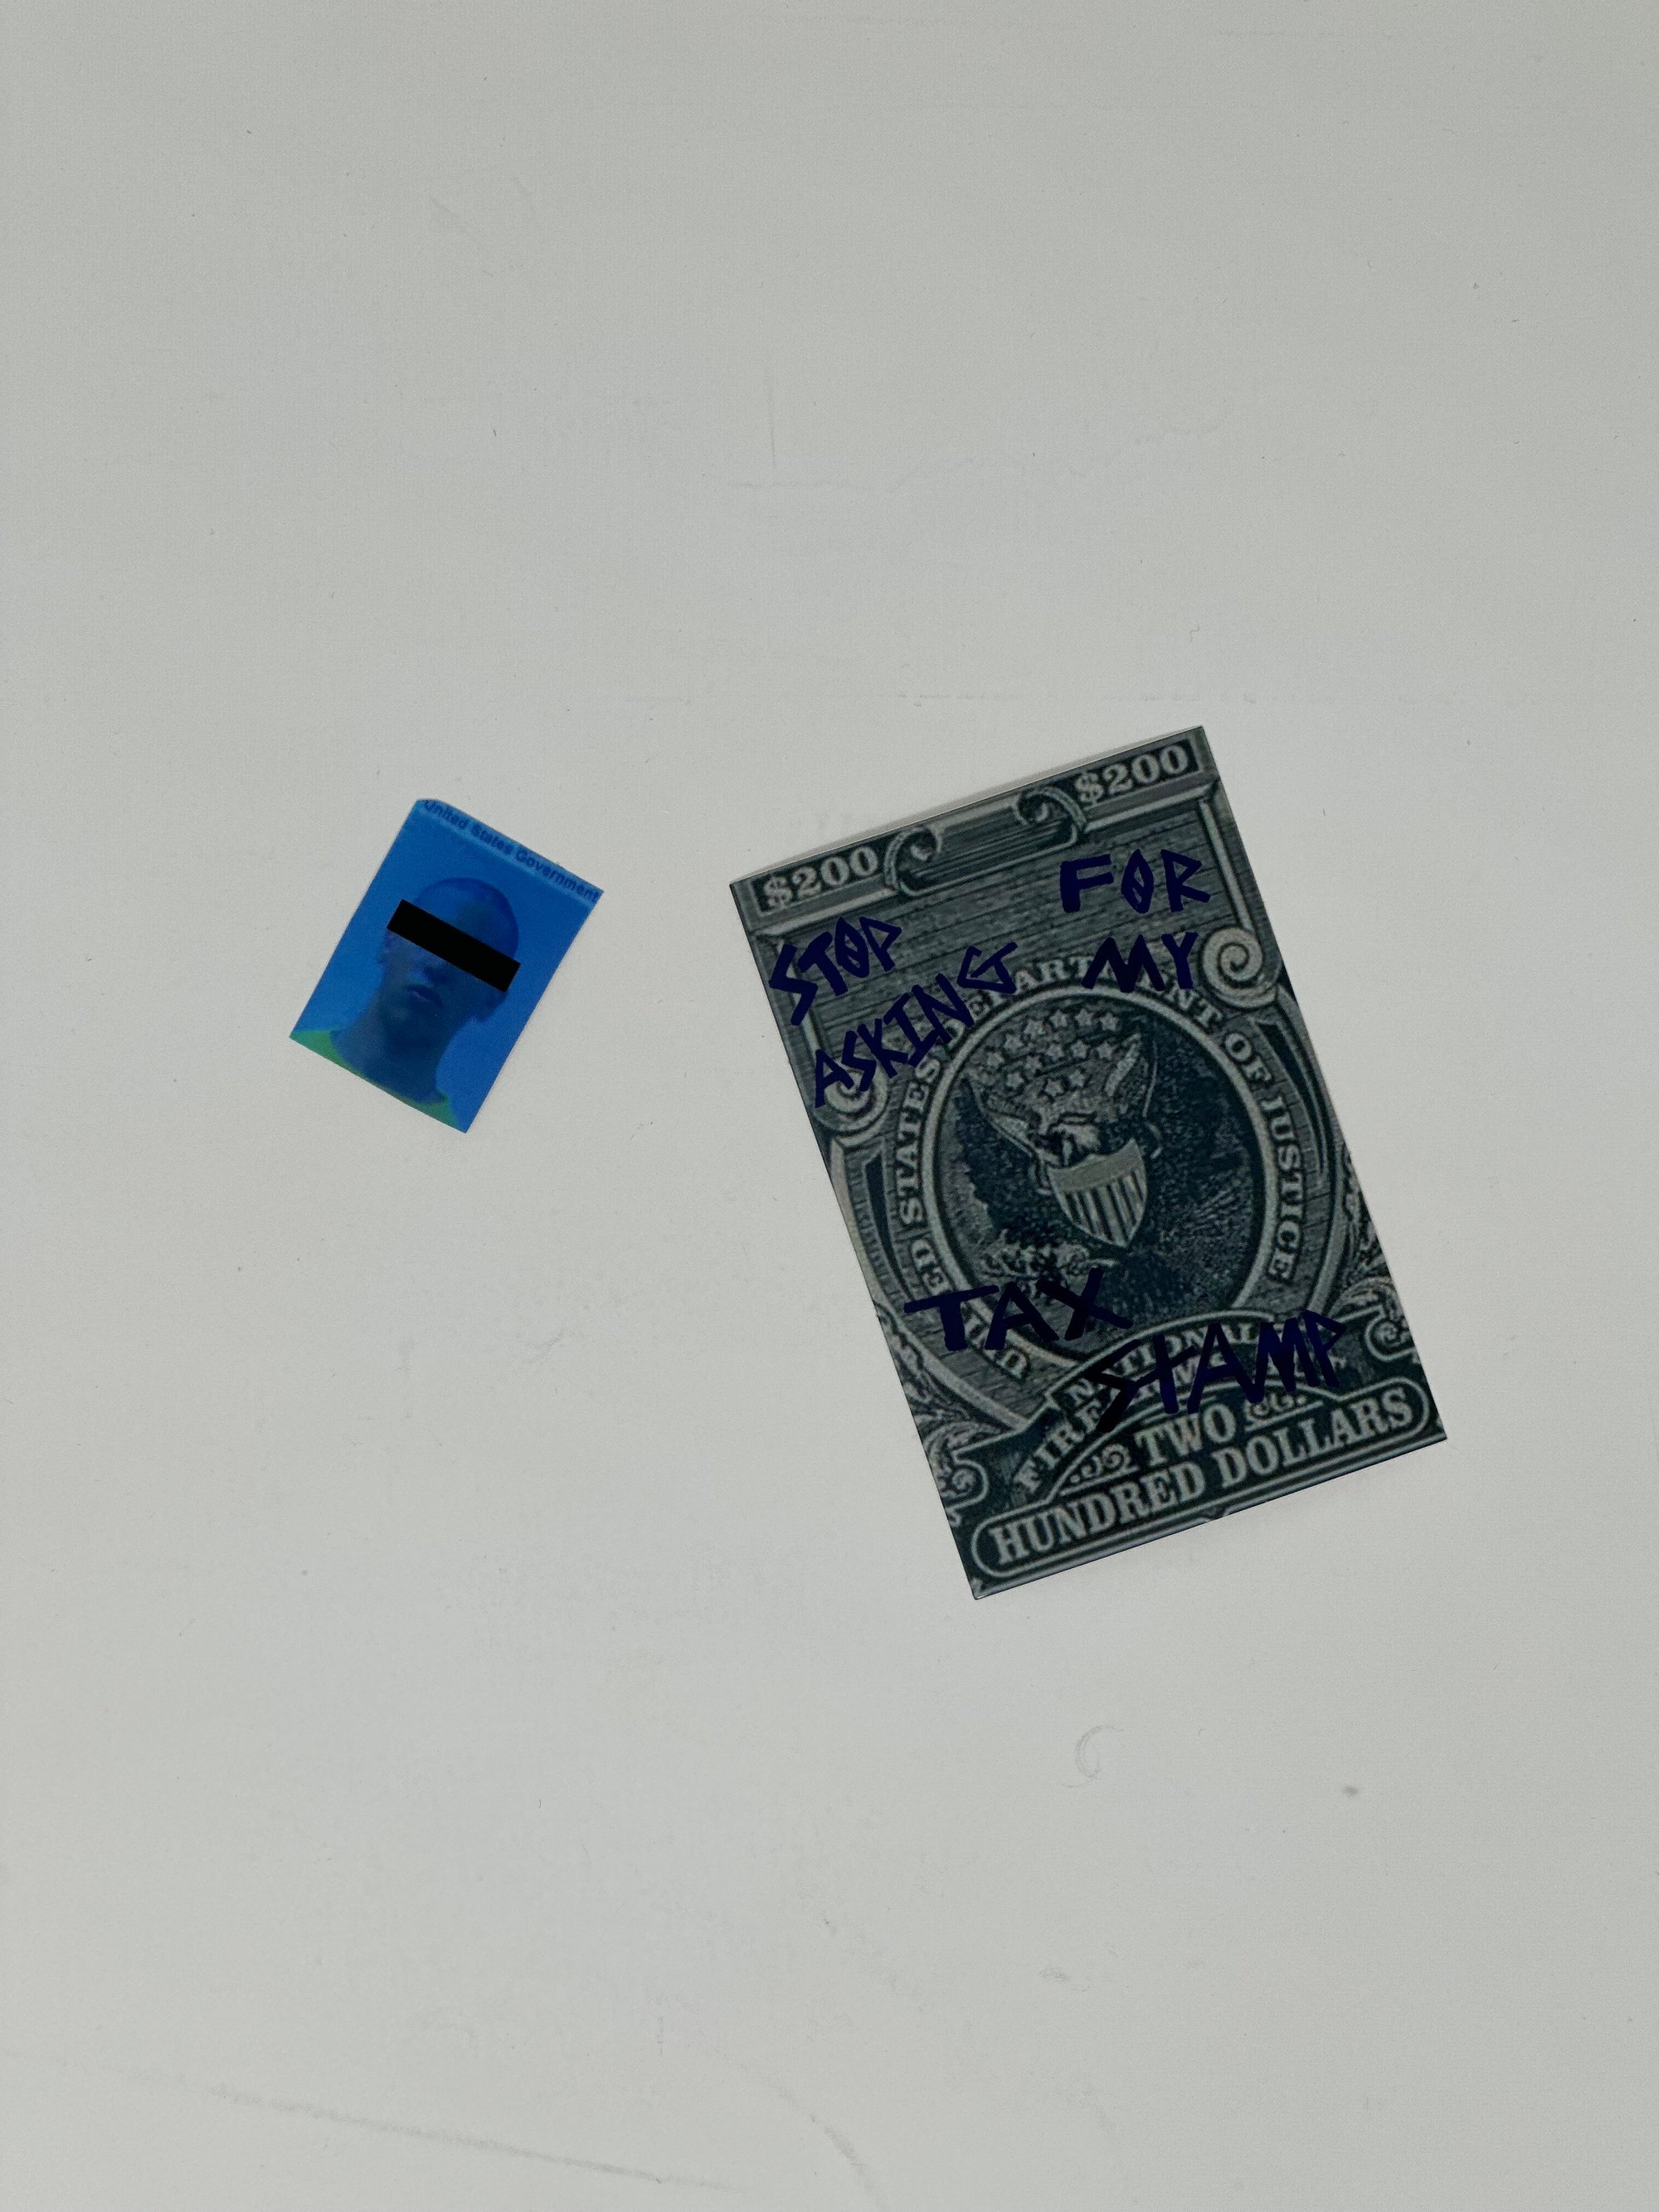 United States Government
$200 $200
STOP
ASKING
FOR
MY
UNITED STATES DEPARTMENT OF JUSTICE
TAX
STAMP
NATIONAL
FIREARMS
TWO
HUNDRED DOLLARS